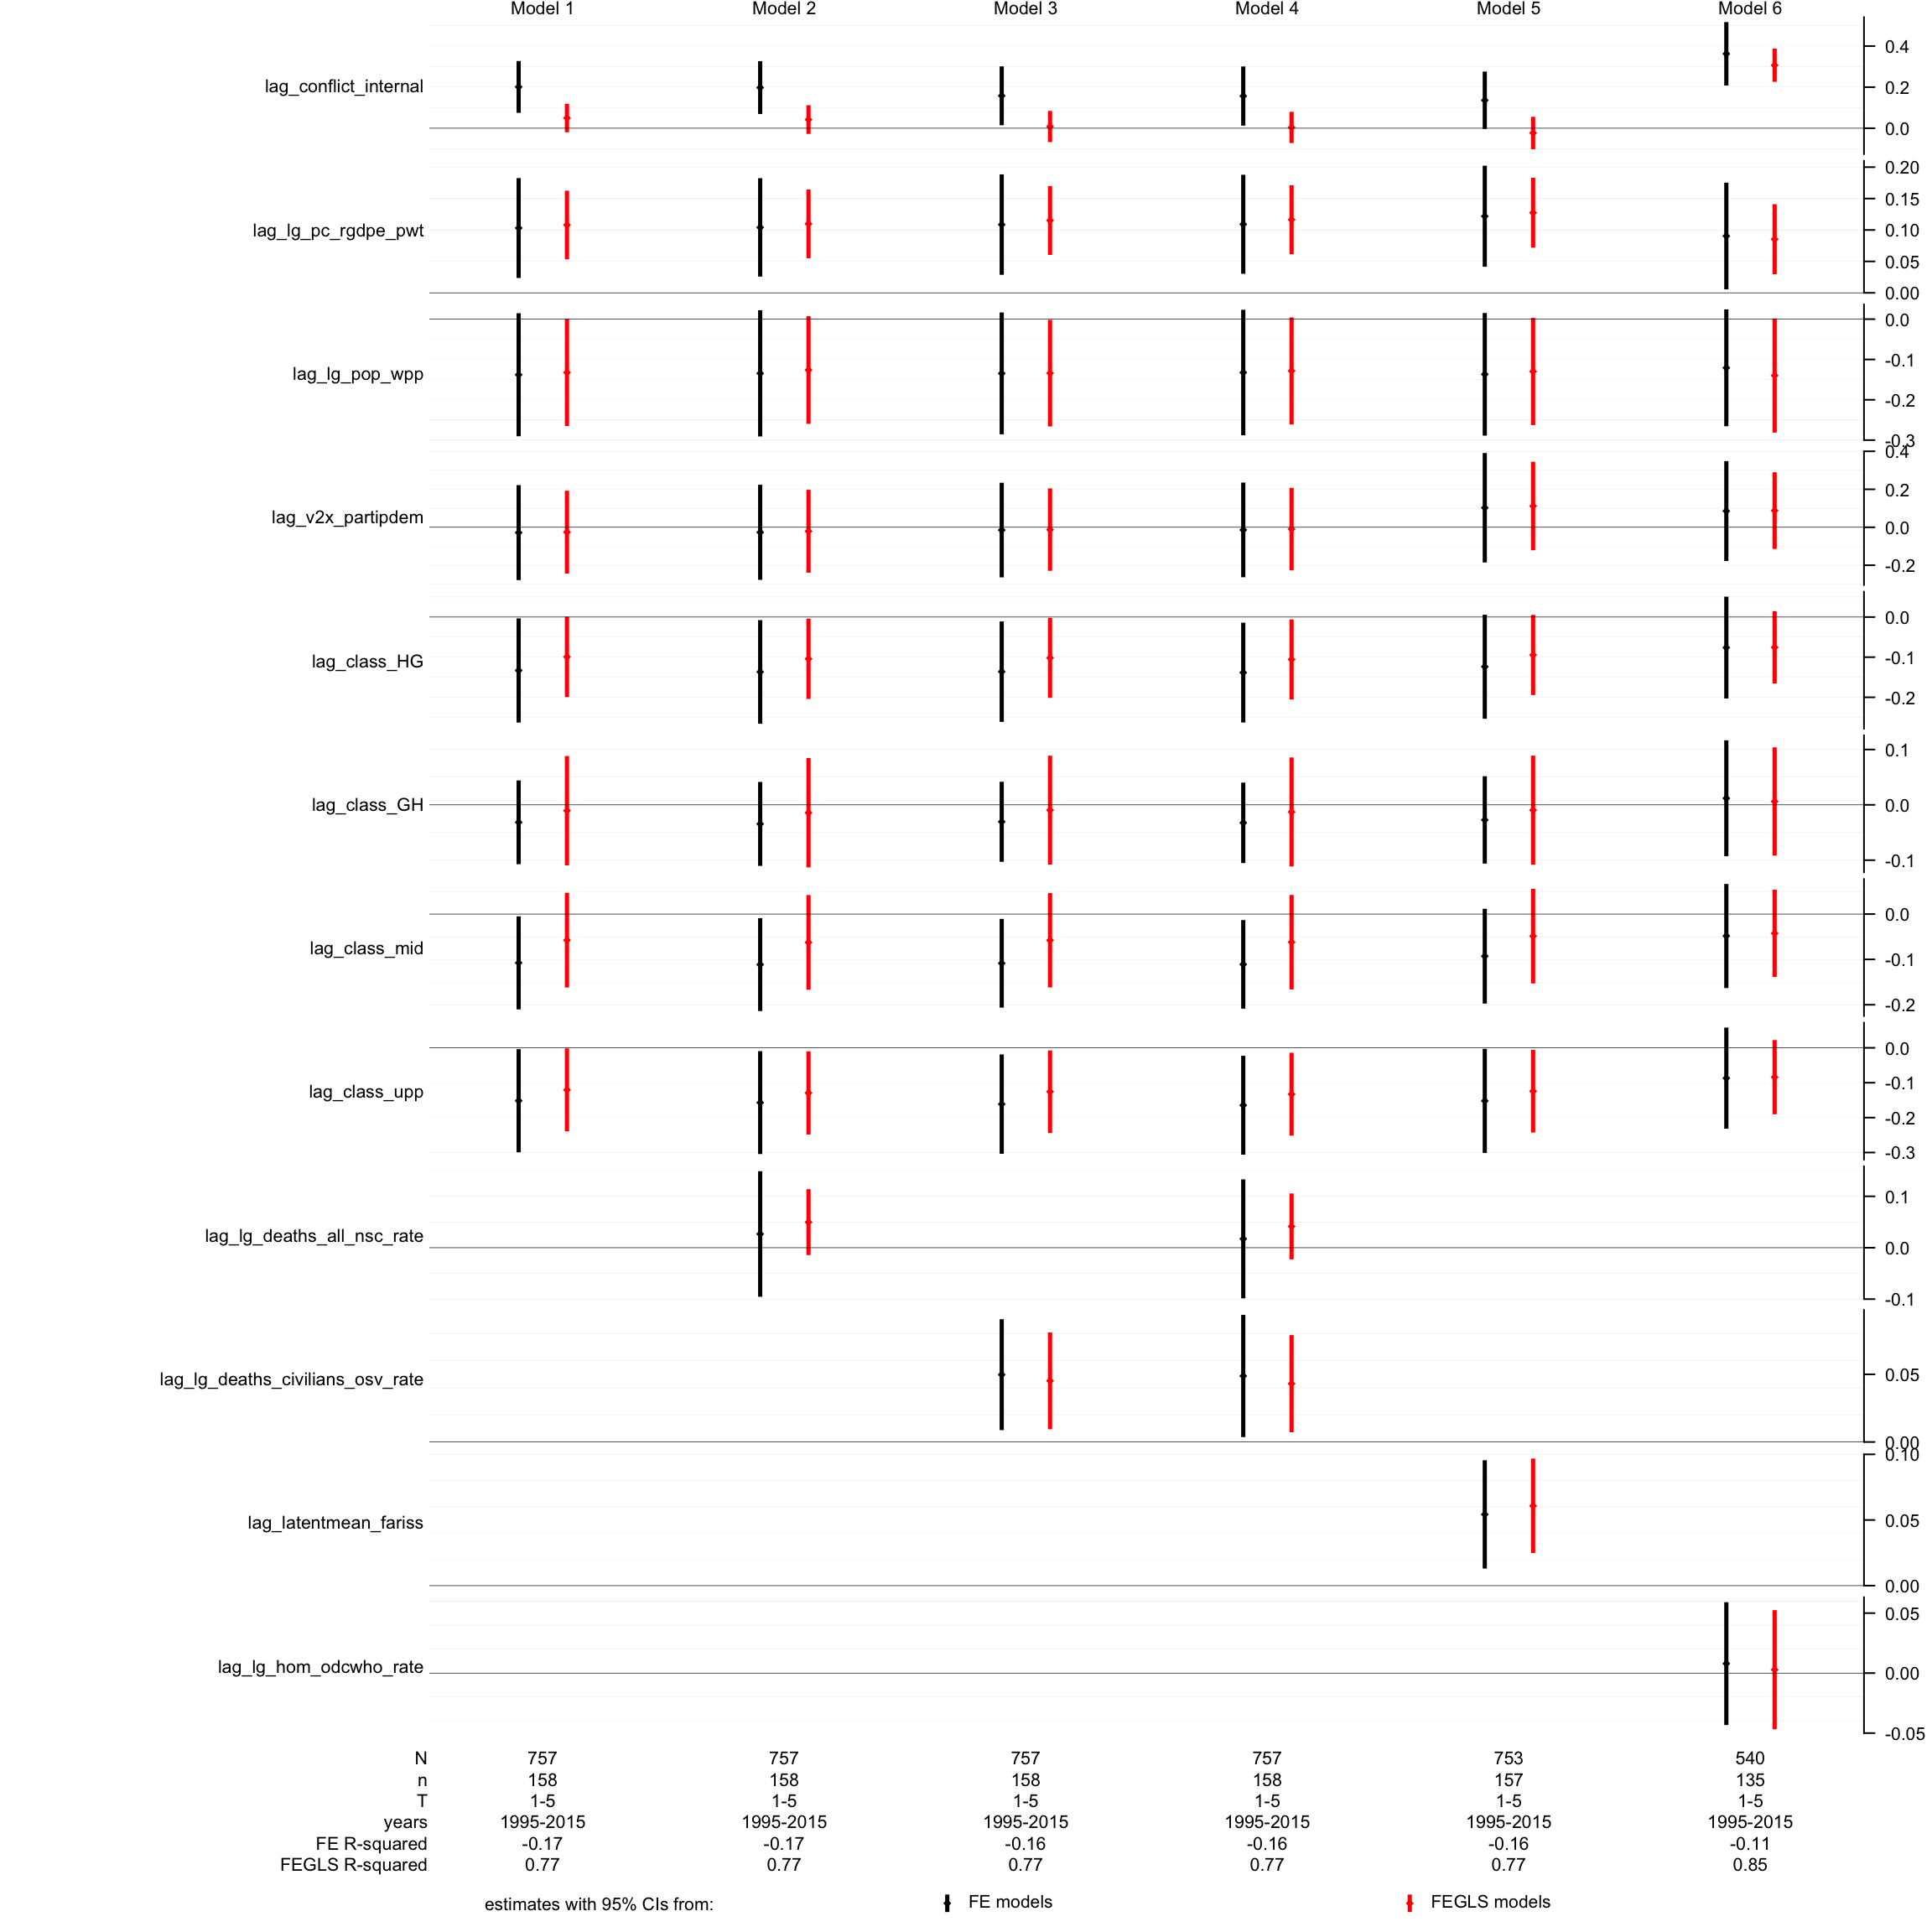 Model 1 Model 2 Model 3 Model 4 Model 5 Model 6
lag_conflict_internal
0.4
0.2
0.0
lag_lg_pc_rgdpe_pwt
0.20
0.15
0.10
0.05
0.00
lag_lg_pop_wpp
0.0
-0.1
-0.2
-0.3
lag_v2x_partipdem
0.4
0.2
0.0
-0.2
lag_class_HG
0.0
-0.1
-0.2
lag_class_GH
0.1
0.0
-0.1
lag_class_mid
0.0
-0.1
-0.2
lag_class_upp
0.0
-0.1
-0.2
-0.3
lag_lg_deaths_all_nsc_rate
0.1
0.0
-0.1
lag_lg_deaths_civilians_osv_rate
0.05
0.00
lag_latentmean_fariss
0.10
0.05
0.00
lag_lg_hom_odcwho_rate
0.05
0.00
-0.05
N 757 757 757 757 753 540
n 158 158 158 158 157 135
T 1-5 1-5 1-5 1-5 1-5 1-5
years 1995-2015 1995-2015 1995-2015 1995-2015 1995-2015 1995-2015
FE R-squared -0.17 -0.17 -0.16 -0.16 -0.16 -0.11
FEGLS R-squared 0.77 0.77 0.77 0.77 0.77 0.85
estimates with 95% CIs from: FE models FEGLS models